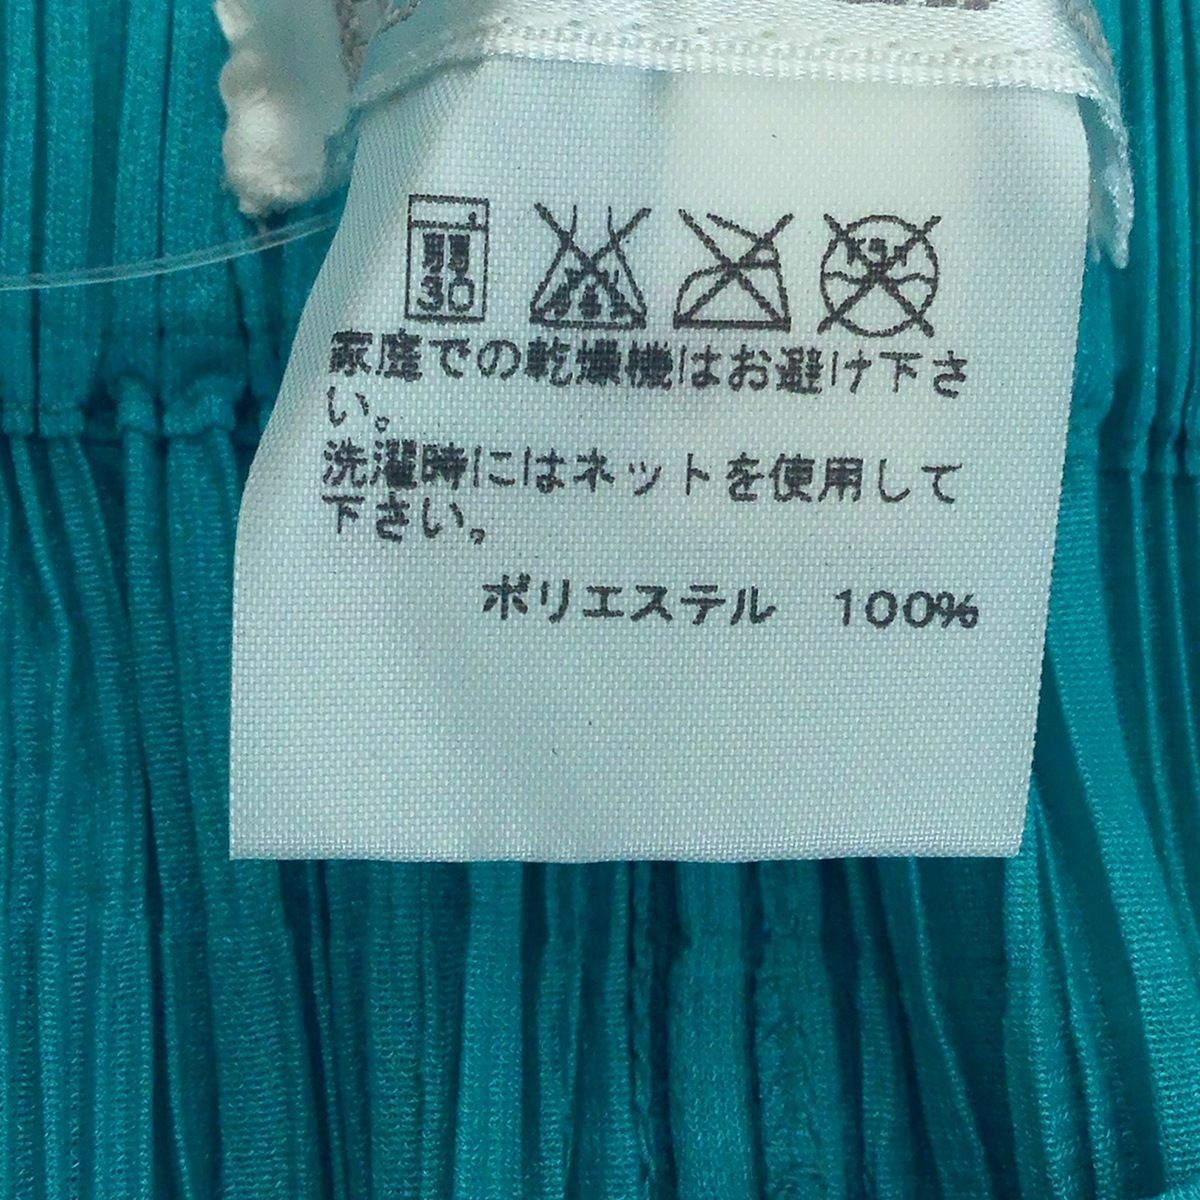 弱
30
家庭での乾燥機はお避け下さ
い。
洗濯時にはネットを使用して
下さい。
ポリエステル 100%